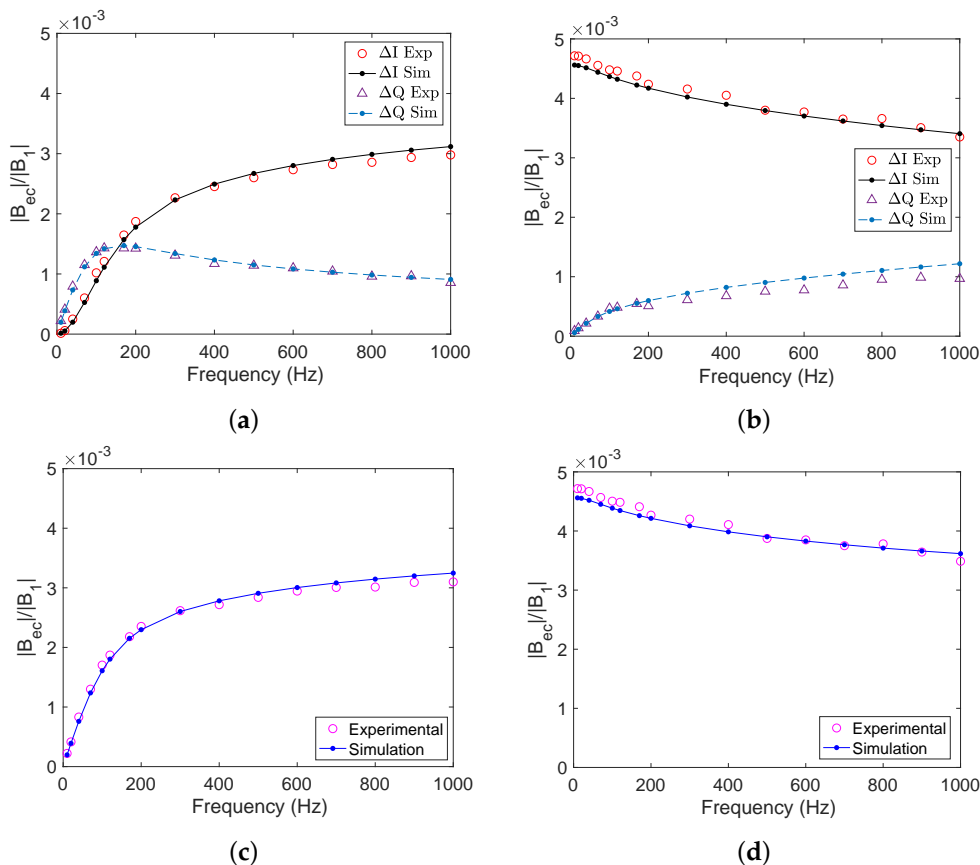 ×10⁻³
5
4
3
2
1
0
0 200 400 600 800 1000
Frequency (Hz)
|B_ec|/|B_1|
ΔI Exp
ΔI Sim
ΔQ Exp
ΔQ Sim
(a)
×10⁻³
5
4
3
2
1
0
0 200 400 600 800 1000
Frequency (Hz)
|B_ec|/|B_1|
ΔI Exp
ΔI Sim
ΔQ Exp
ΔQ Sim
(b)
×10⁻³
5
4
3
2
1
0
0 200 400 600 800 1000
Frequency (Hz)
|B_ec|/|B_1|
Experimental
Simulation
(c)
×10⁻³
5
4
3
2
1
0
0 200 400 600 800 1000
Frequency (Hz)
|B_ec|/|B_1|
Experimental
Simulation
(d)